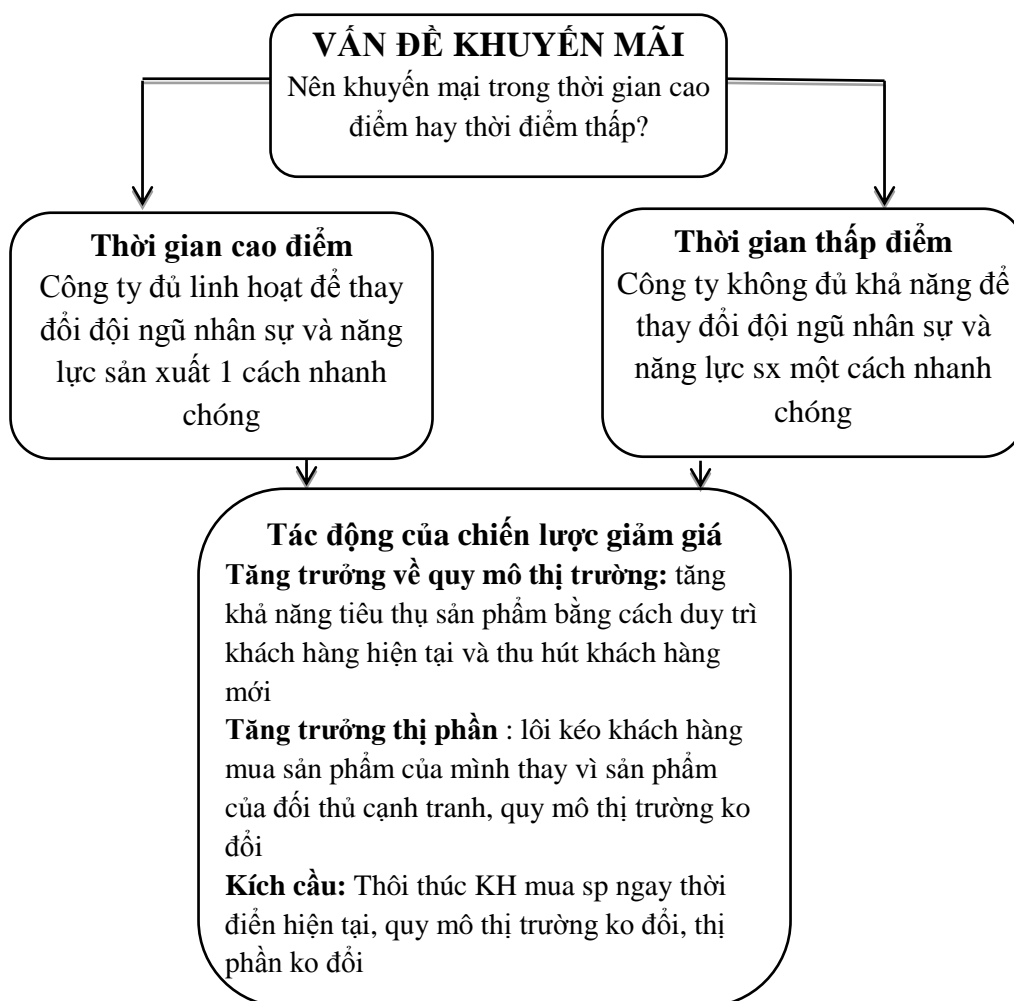 VẤN ĐỀ KHUYẾN MÃI
Nên khuyến mại trong thời gian cao
điểm hay thời điểm thấp?
Thời gian cao điểm
Công ty đủ linh hoạt để thay
đổi đội ngũ nhân sự và năng
lực sản xuất 1 cách nhanh
chóng
Thời gian thấp điểm
Công ty không đủ khả năng để
thay đổi đội ngũ nhân sự và
năng lực sx một cách nhanh
chóng
Tác động của chiến lược giảm giá
Tăng trưởng về quy mô thị trường: tăng
khả năng tiêu thụ sản phẩm bằng cách duy trì
khách hàng hiện tại và thu hút khách hàng
mới
Tăng trưởng thị phần : lôi kéo khách hàng
mua sản phẩm của mình thay vì sản phẩm
của đối thủ cạnh tranh, quy mô thị trường ko
đổi
Kích cầu: Thôi thúc KH mua sp ngay thời
điển hiện tại, quy mô thị trường ko đổi, thị
phần ko đổi